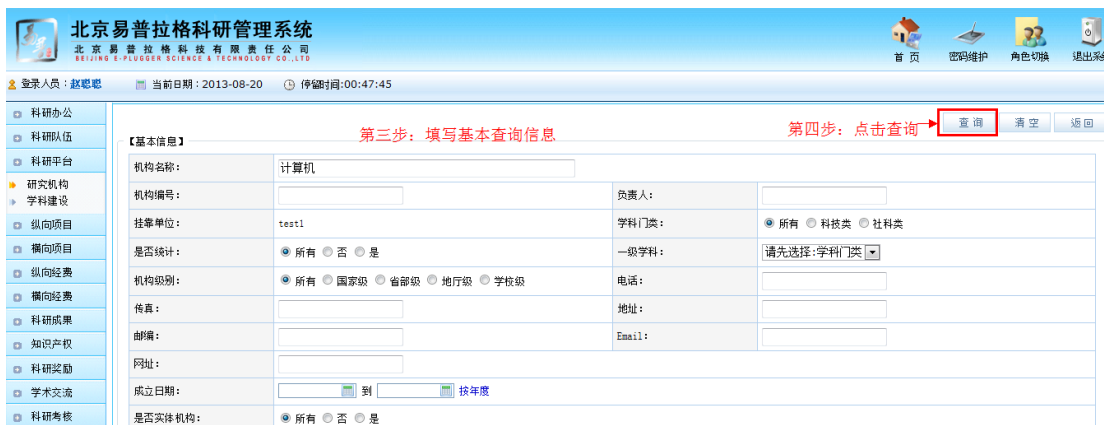 北京易普拉格科研管理系统
北京易普拉格科技有限责任公司
BEIJING E-PLUGGER SCIENCE & TECHNOLOGY CO.,LTD
首页 密码维护 角色切换 退出系
登录人员：赵聪聪 当前日期：2013-08-20 停留时间:00:47:45
科研办公
科研队伍
科研平台
研究机构
学科建设
纵向项目
横向项目
纵向经费
横向经费
科研成果
知识产权
科研奖励
学术交流
科研考核
第三步：填写基本查询信息
第四步：点击查询
查询 清空 返回
【基本信息】
机构名称： 计算机
机构编号： 负责人：
挂靠单位： test1 学科门类： 所有 科技类 社科类
是否统计： 所有 否 是 一级学科： 请先选择:学科门类
机构级别： 所有 国家级 省部级 地厅级 学校级 电话：
传真： 地址：
邮编： Email：
网址：
成立日期： 到 按年度
是否实体机构： 所有 否 是